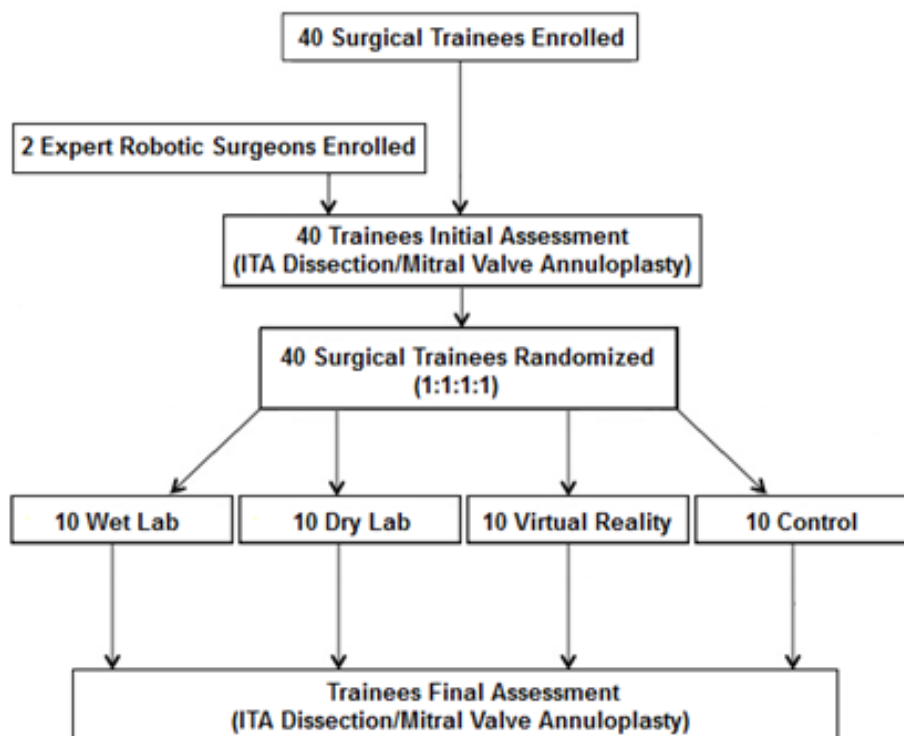 40 Surgical Trainees Enrolled
2 Expert Robotic Surgeons Enrolled
40 Trainees Initial Assessment
(ITA Dissection/Mitral Valve Annuloplasty)
40 Surgical Trainees Randomized
(1:1:1:1)
10 Wet Lab
10 Dry Lab
10 Virtual Reality
10 Control
Trainees Final Assessment
(ITA Dissection/Mitral Valve Annuloplasty)